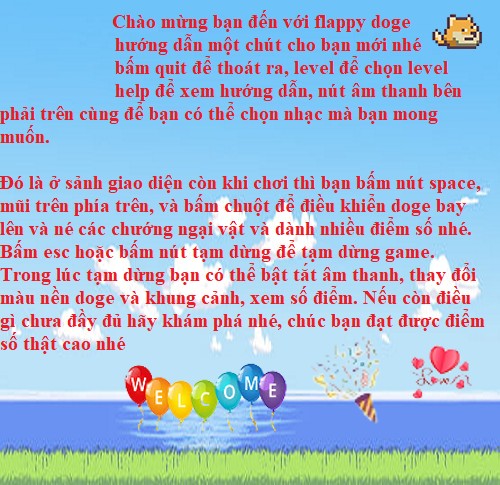 Chào mừng bạn đến với flappy doge
hướng dẫn một chút cho bạn mới nhé
bấm quit để thoát ra, level để chọn level
help để xem hướng dẫn, nút âm thanh bên
phải trên cùng để bạn có thể chọn nhạc mà bạn mong
muốn.
Đó là ở sảnh giao diện còn khi chơi thì bạn bấm nút space,
mũi trên phía trên, và bấm chuột để điều khiển doge bay
lên và né các chướng ngại vật và dành nhiều điểm số nhé.
Bấm esc hoặc bấm nút tạm dừng để tạm dừng game.
Trong lúc tạm dừng bạn có thể bật tắt âm thanh, thay đổi
màu nền doge và khung cảnh, xem số điểm. Nếu còn điều
gì chưa đầy đủ hãy khám phá nhé, chúc bạn đạt được điểm
số thật cao nhé
WELCOME